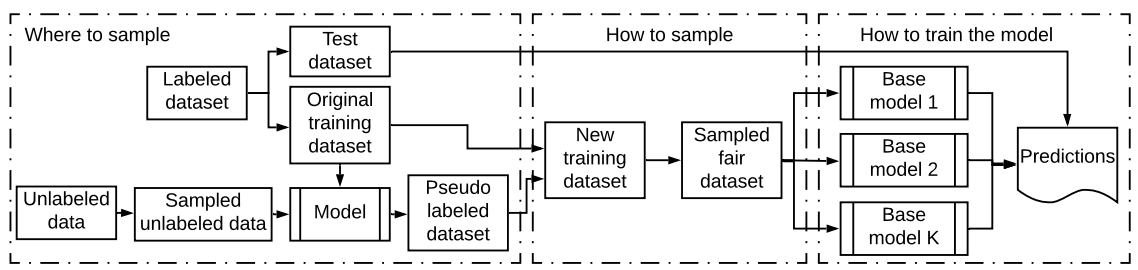 Where to sample
How to sample
How to train the model
Test
dataset
Labeled
dataset
Original
training
dataset
Unlabeled
data
Sampled
unlabeled data
Model
Pseudo
labeled
dataset
New
training
dataset
Sampled
fair
dataset
Base
model 1
Base
model 2
Base
model K
Predictions